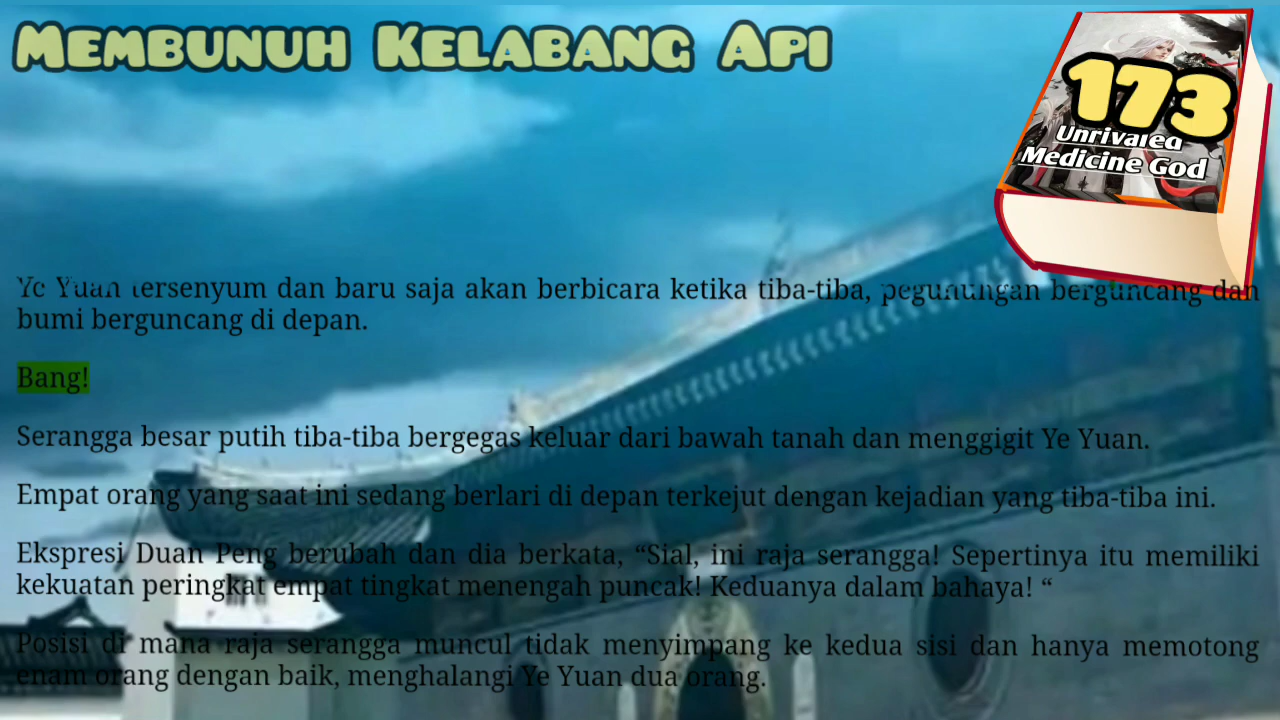 Membunuh Kelabang Api
173
Unrivaled
Medicine God
Ye Yuan tersenyum dan baru saja akan berbicara ketika tiba-tiba, pegunungan berguncang dan
bumi berguncang di depan.
Bang!
Serangga besar putih tiba-tiba bergegas keluar dari bawah tanah dan menggigit Ye Yuan.
Empat orang yang saat ini sedang berlari di depan terkejut dengan kejadian yang tiba-tiba ini.
Ekspresi Duan Peng berubah dan dia berkata, “Sial, ini raja serangga! Sepertinya itu memiliki
kekuatan peringkat empat tingkat menengah puncak! Keduanya dalam bahaya! “
Posisi di mana raja serangga muncul tidak menyimpang ke kedua sisi dan hanya memotong
enam orang dengan baik, menghalangi Ye Yuan dua orang.